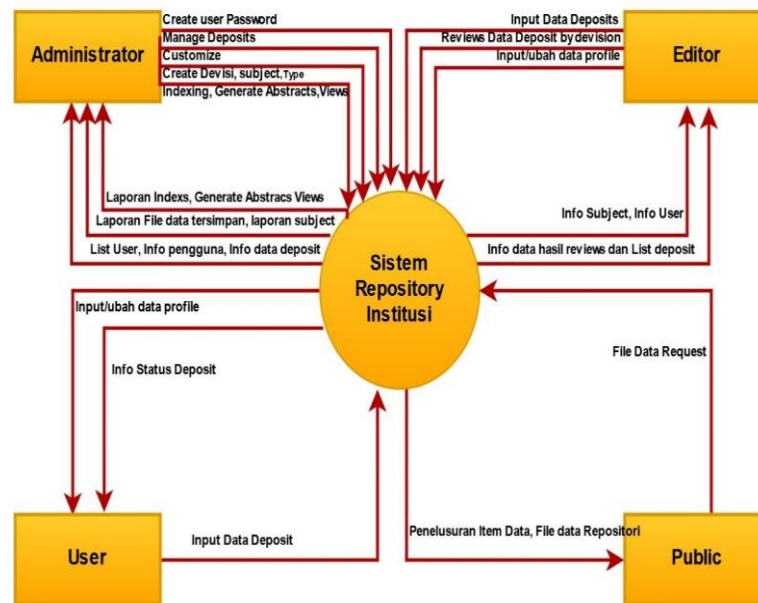 Administrator
Create user Password
Manage Deposits
Customize
Create Devisi, subject,Type
Indexing, Generate Abstracts,Views
Input Data Deposits
Reviews Data Deposit by devision
Input/ubah data profile
Editor
Laporan Indexs, Generate Abstracs Views
Laporan File data tersimpan, laporan subject
List User, Info pengguna, Info data deposit
Info Subject, Info User
Info data hasil reviews dan List deposit
Sistem
Repository
Institusi
Input/ubah data profile
Info Status Deposit
File Data Request
User
Input Data Deposit
Penelusuran Item Data, File data Repositori
Public